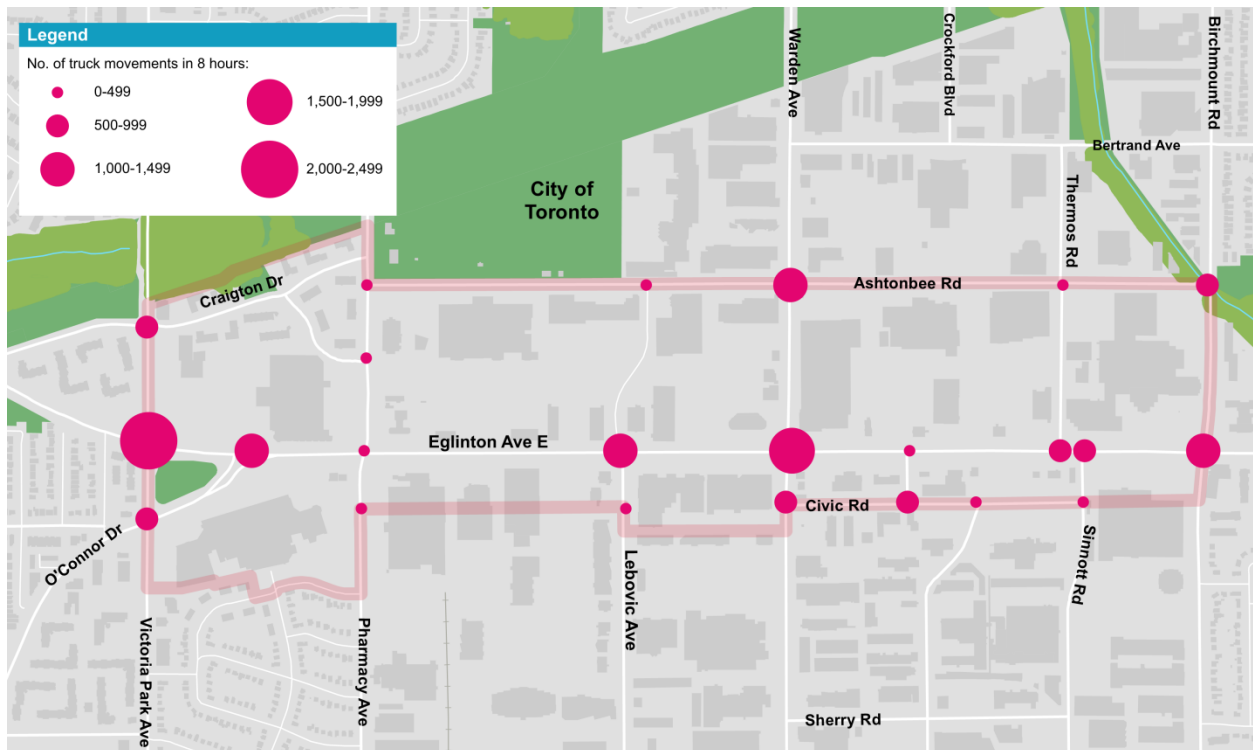 Legend
No. of truck movements in 8 hours:
0-499
500-999
1,000-1,499
1,500-1,999
2,000-2,499
Warden Ave
Crockford Blvd
Birchmount Rd
Bertrand Ave
City of
Toronto
Thermos Rd
Craigton Dr
Ashtonbee Rd
Eglinton Ave E
Civic Rd
O'Connor Dr
Lebovic Ave
Sinnott Rd
Victoria Park Ave
Pharmacy Ave
Sherry Rd